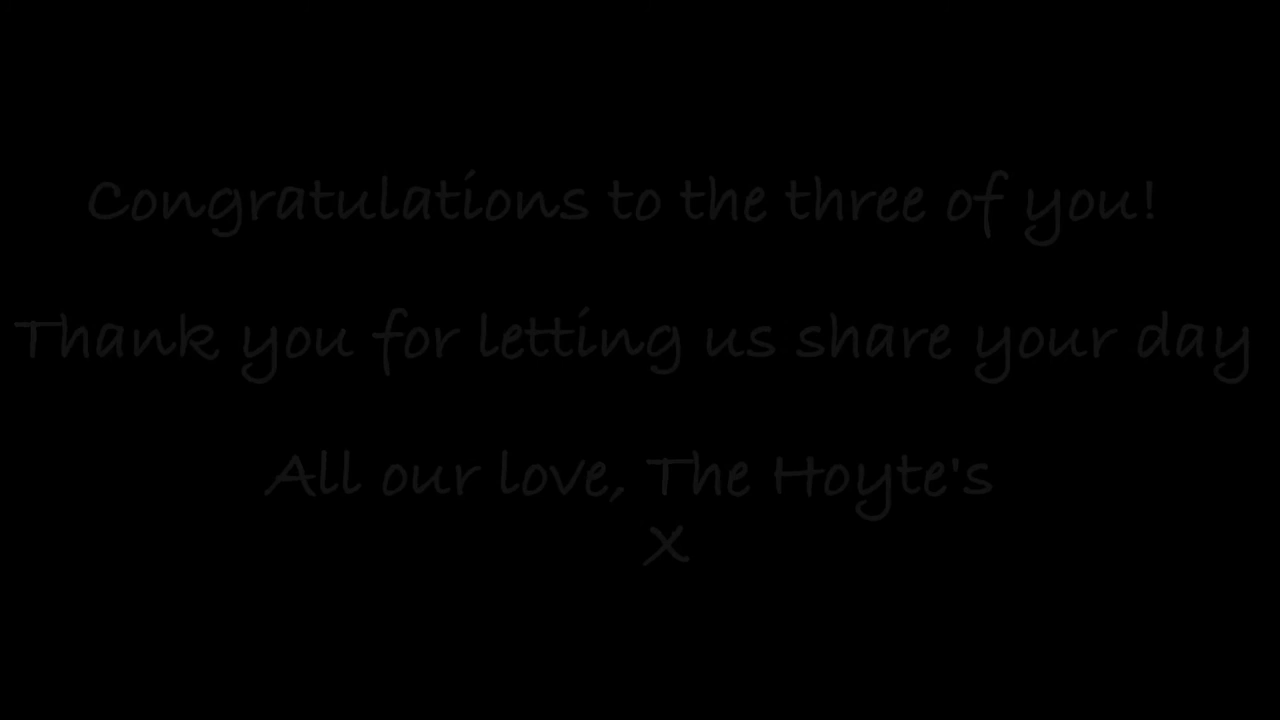 Congratulations to the three of you!
Thank you for letting us share your day
All our love, The Hoyte's
X